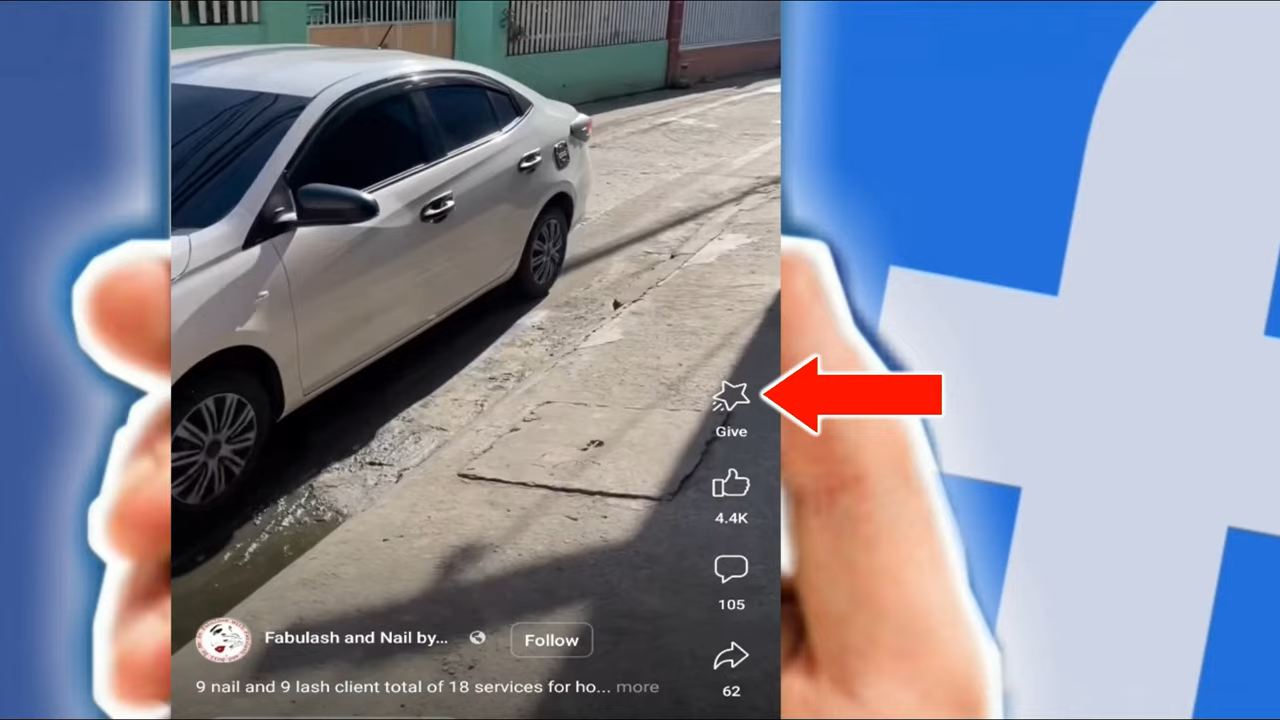 Give
4.4K
105
Fabulash and Nail by... Follow
9 nail and 9 lash client total of 18 services for ho... more
62